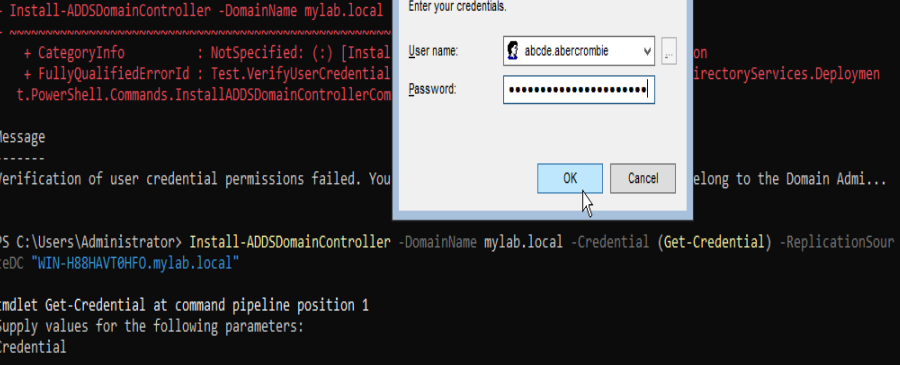 - Install-ADDSDomainController -DomainName mylab.local
- ~~~~~~~~~~~~~~~~~~~~~~~~~~~~~~~~~~~~~~~~~~~~~~~~~~~~
+ CategoryInfo : NotSpecified: (:) [Instal on
+ FullyQualifiedErrorId : Test.VerifyUserCredential irectoryServices.Deploymen
t.PowerShell.Commands.InstallADDSDomainControllerCom
Enter your credentials.
User name: abcde.abercrombie ...
Password: ●●●●●●●●●●●●●●●●●●●●●●
OK Cancel
Message
-------
Verification of user credential permissions failed. You elong to the Domain Admi...
PS C:\Users\Administrator> Install-ADDSDomainController -DomainName mylab.local -Credential (Get-Credential) -ReplicationSour
ceDC "WIN-H88HAVT0HFO.mylab.local"
cmdlet Get-Credential at command pipeline position 1
Supply values for the following parameters:
Credential